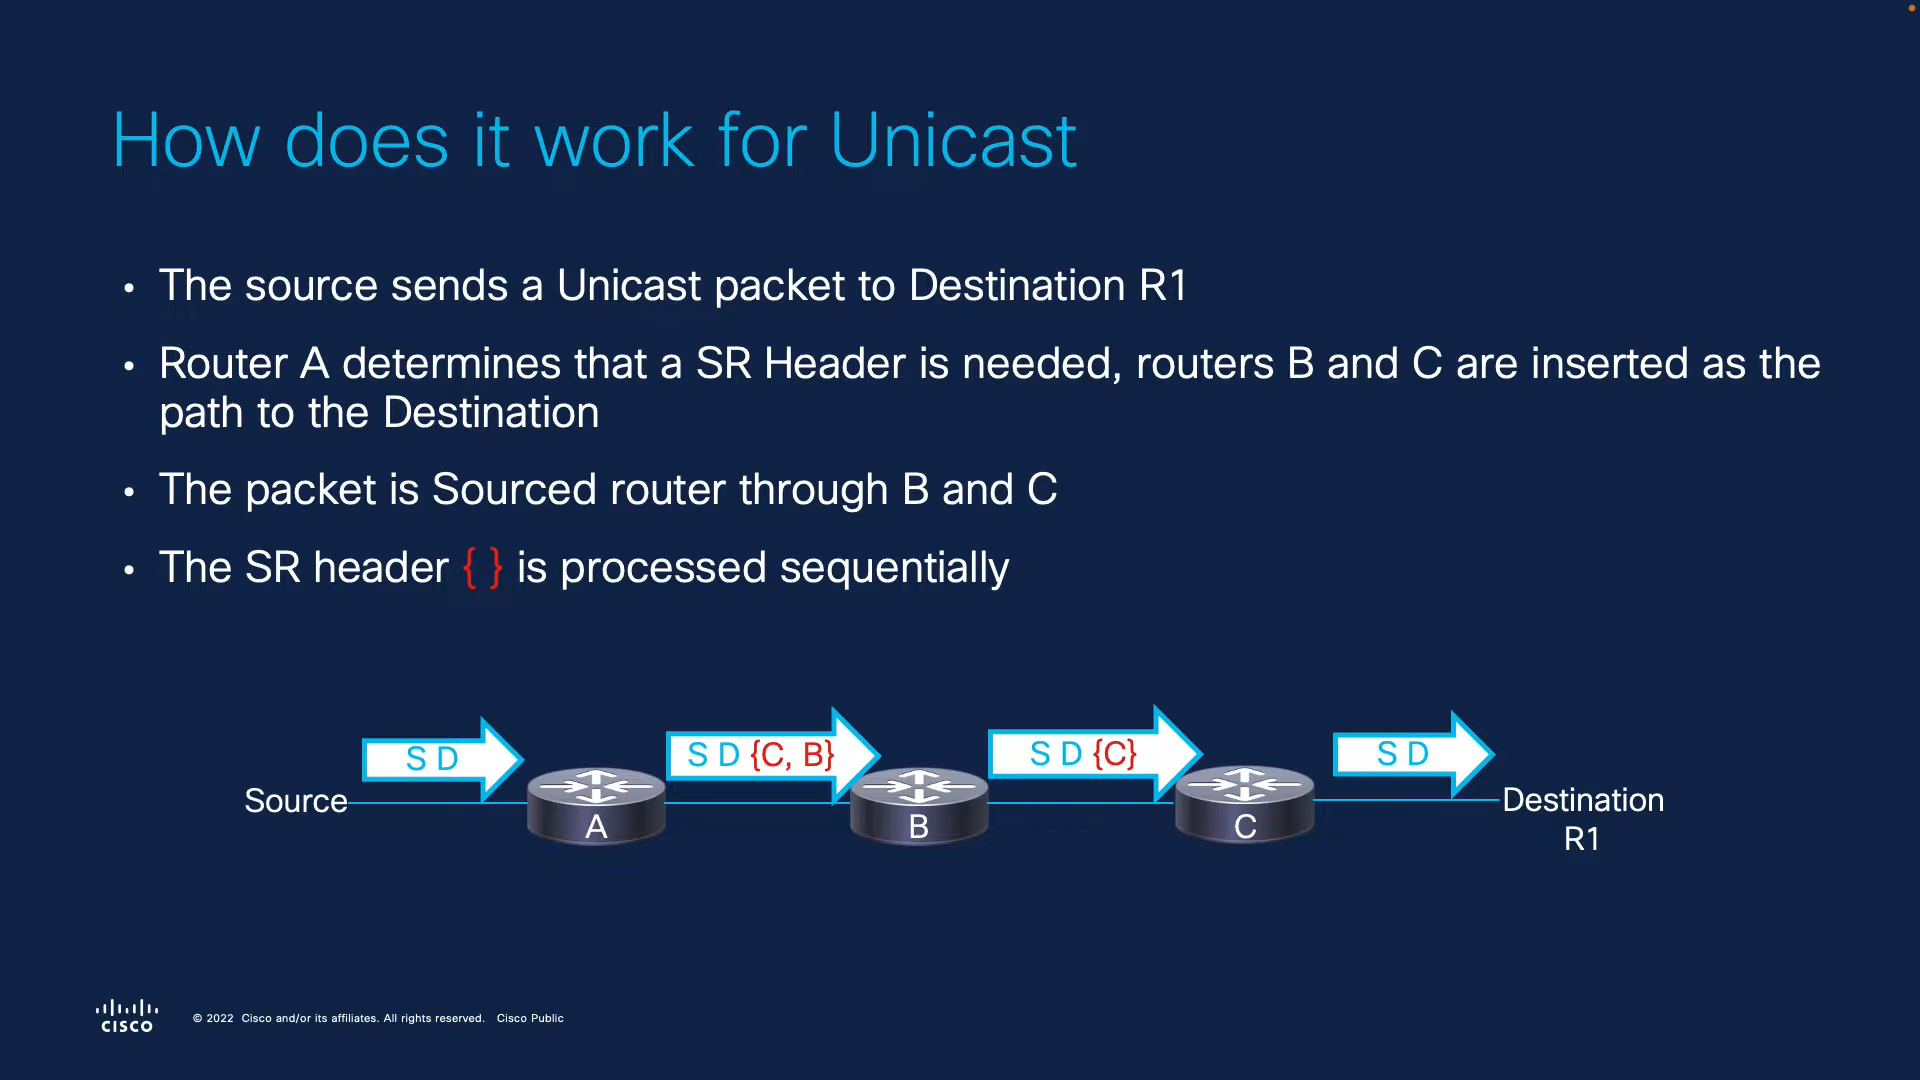 How does it work for Unicast
• The source sends a Unicast packet to Destination R1
• Router A determines that a SR Header is needed, routers B and C are inserted as the
path to the Destination
• The packet is Sourced router through B and C
• The SR header { } is processed sequentially
S D
S D {C, B}
S D {C}
S D
Source
A
B
C
Destination
R1
CISCO
© 2022 Cisco and/or its affiliates. All rights reserved. Cisco Public